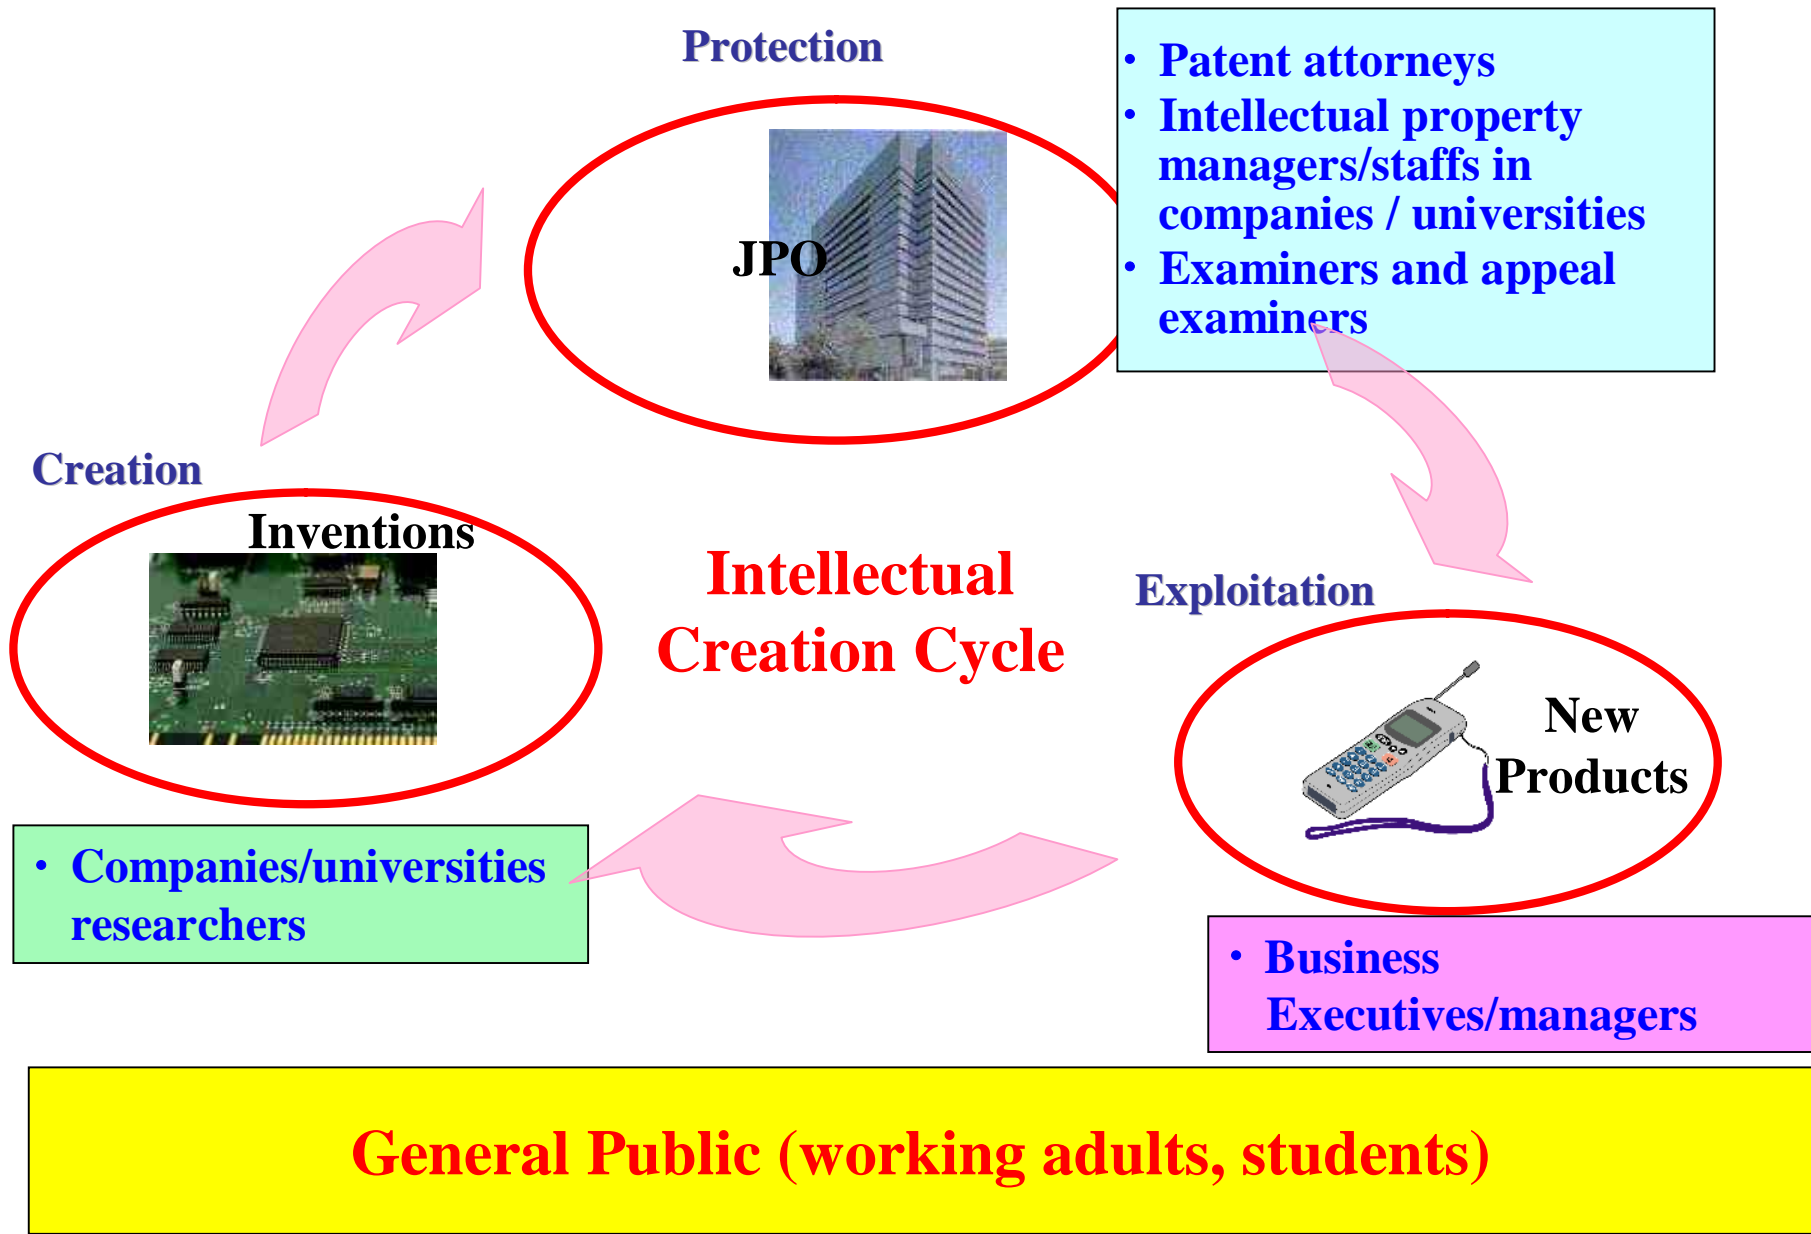 Protection
・ Patent attorneys
・ Intellectual property
managers/staffs in
companies / universities
・ Examiners and appeal
examiners
JPO
Creation
Inventions
Intellectual
Creation Cycle
Exploitation
New
Products
・ Companies/universities
researchers
・ Business
Executives/managers
General Public (working adults, students)